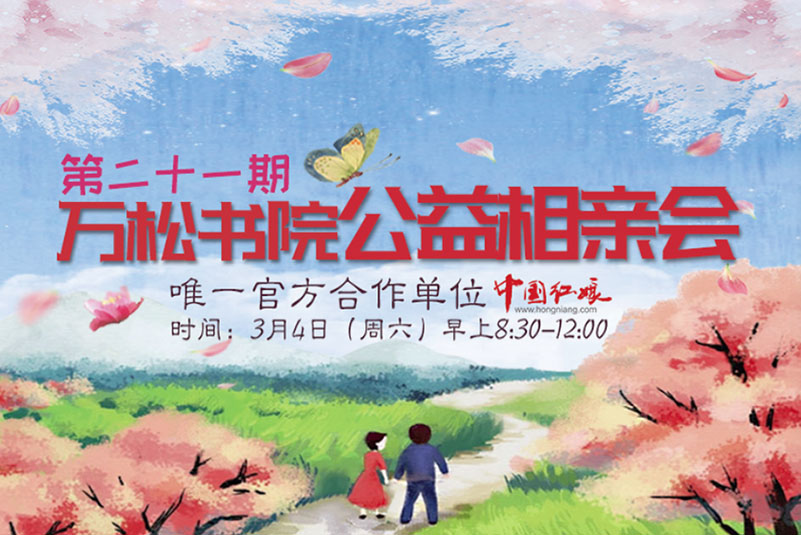 第二十一期
万松书院公益相亲会
唯一官方合作单位 中国红娘
www.hongniang.com
时间：3月4日（周六）早上8:30-12:00